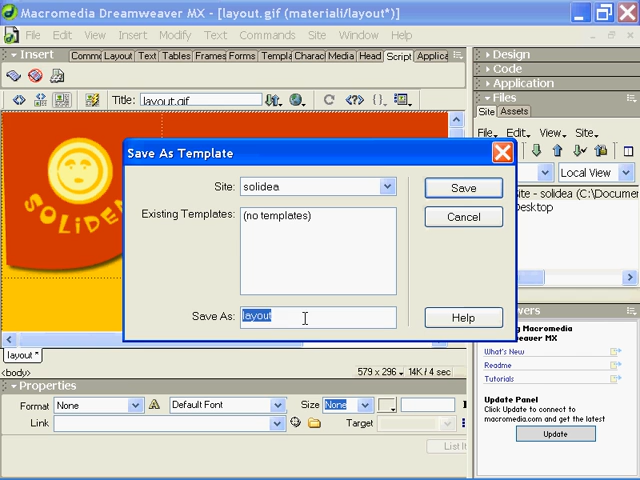 Macromedia Dreamweaver MX - [layout.gif (materiali/layout*)]
File Edit View Insert Modify Text Commands Site Window Help
Insert Layout Text Tables Frames Forms Media Head Script
Title: layout.gif
Design
Code
Application
Files
Site Assets
File Edit View Site
Local View
Site - solidea (C:\Docume
Desktop
SOLiDE
Save As Template
Site: solidea
Save
Existing Templates: (no templates)
Cancel
Save As: layout
Help
layout *
<body>
579 x 296 14K / 4 sec
What's New
Readme
Tutorials
Update Panel
Click Update to connect to
macromedia.com and get the latest
Update
Properties
Format None Default Font Size None
Link Target
List It